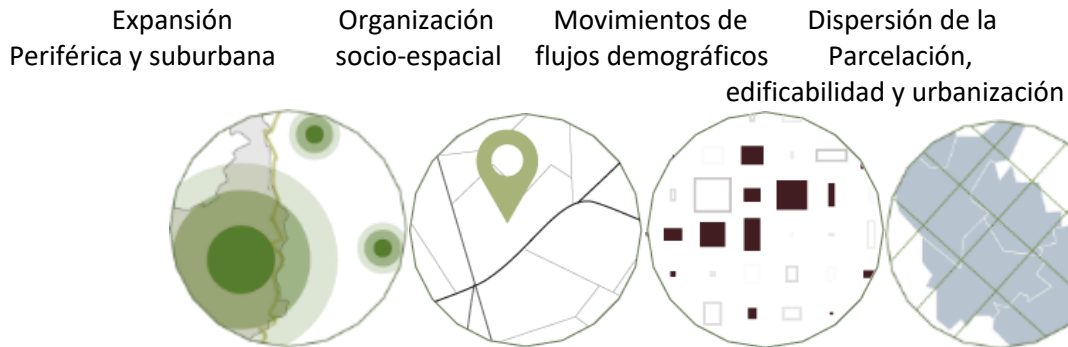 Expansión
Periférica y suburbana
Organización
socio-espacial
Movimientos de
flujos demográficos
Dispersión de la
Parcelación,
edificabilidad y urbanización